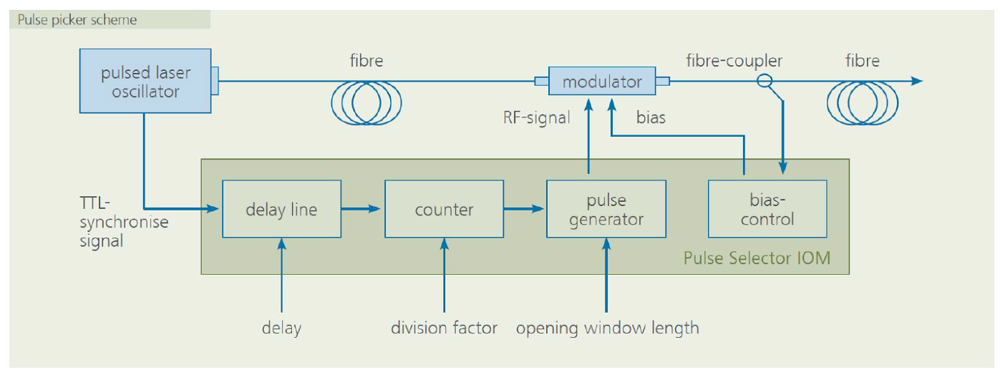 Pulse picker scheme
fibre
fibre-coupler
fibre
pulsed laser
oscillator
modulator
RF-signal
bias
TTL-
synchronise
signal
delay line
counter
pulse
generator
bias-
control
Pulse Selector IOM
delay
division factor
opening window length